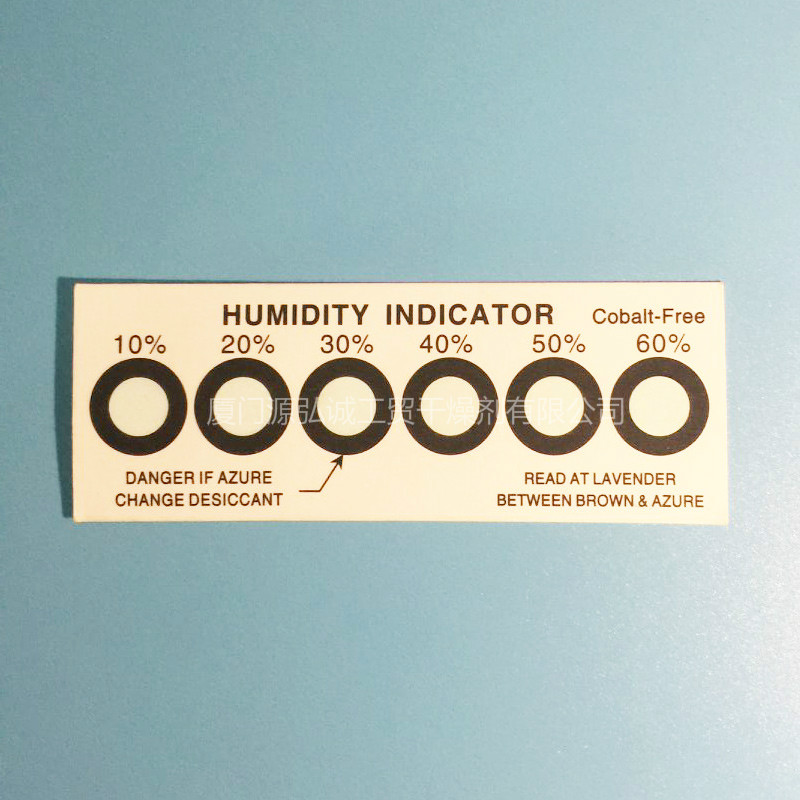 HUMIDITY INDICATOR Cobalt-Free
10% 20% 30% 40% 50% 60%
厦门源弘诚工贸干燥剂有限公司
DANGER IF AZURE
CHANGE DESICCANT
READ AT LAVENDER
BETWEEN BROWN & AZURE